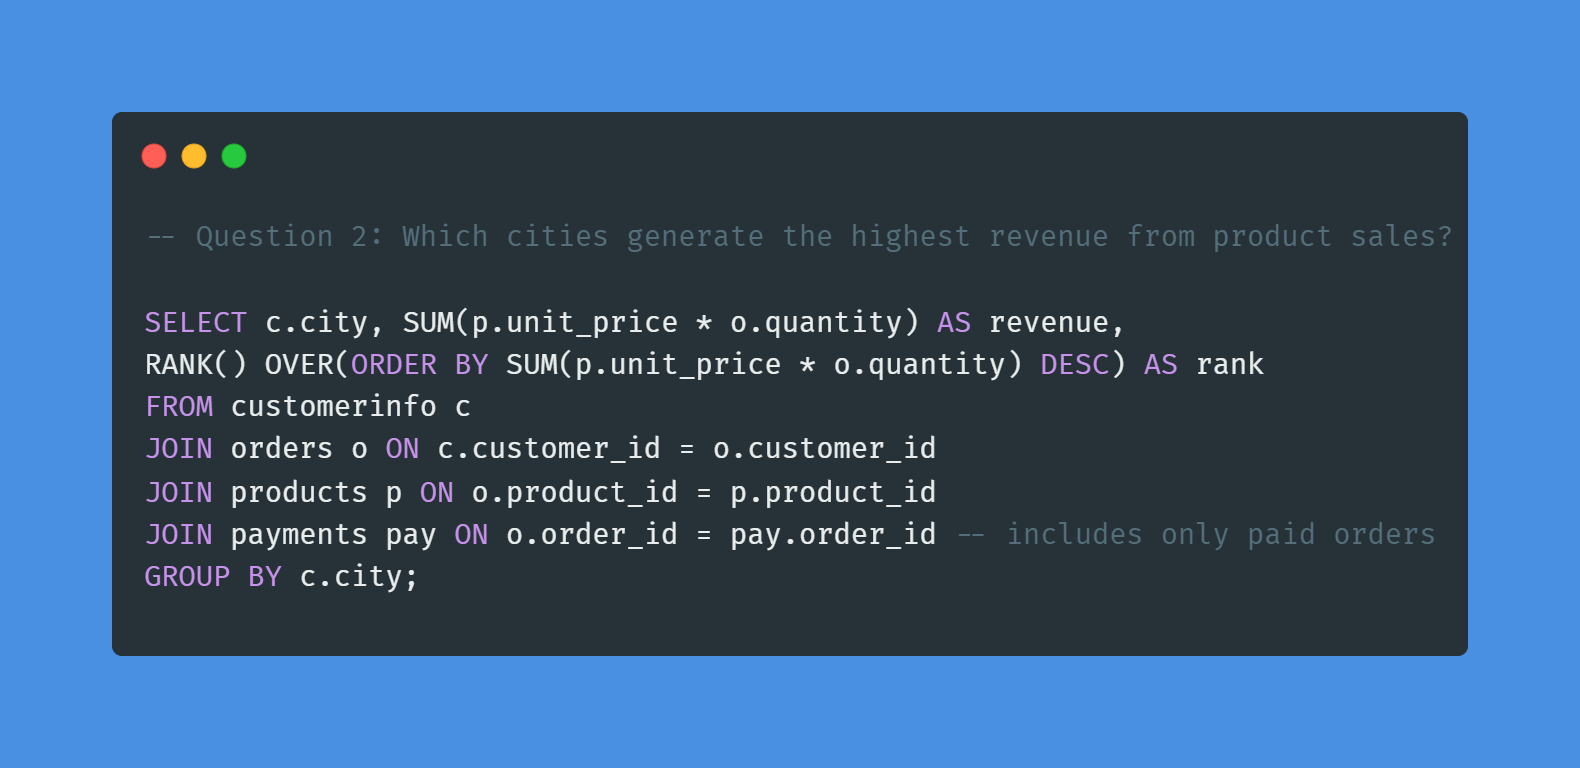 -- Question 2: Which cities generate the highest revenue from product sales?
SELECT c.city, SUM(p.unit_price * o.quantity) AS revenue,
RANK() OVER(ORDER BY SUM(p.unit_price * o.quantity) DESC) AS rank
FROM customerinfo c
JOIN orders o ON c.customer_id = o.customer_id
JOIN products p ON o.product_id = p.product_id
JOIN payments pay ON o.order_id = pay.order_id -- includes only paid orders
GROUP BY c.city;